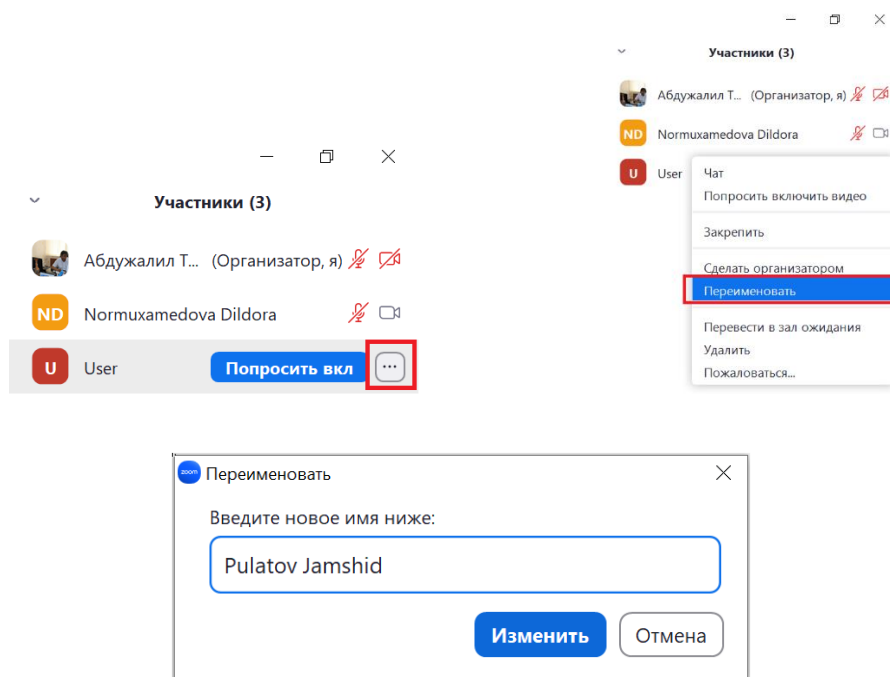 Участники (3)
Абдужалил Т... (Организатор, я)
ND Normuxamedova Dildora
U User Попросить вкл ...
Участники (3)
Абдужалил Т... (Организатор, я)
ND Normuxamedova Dildora
U User
Чат
Попросить включить видео
Закрепить
Сделать организатором
Переименовать
Перевести в зал ожидания
Удалить
Пожаловаться...
zoom Переименовать
Введите новое имя ниже:
Pulatov Jamshid
Изменить Отмена